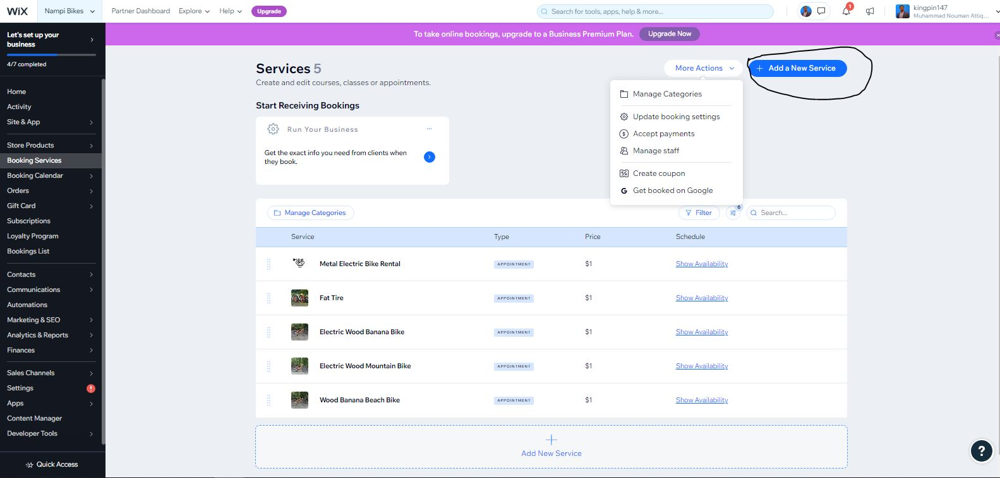 WiX
Nampi Bikes
Partner Dashboard
Explore
Help
Upgrade
Search for tools, apps, help & more...
1
kingpin147
Muhammad Nouman Attiq...
To take online bookings, upgrade to a Business Premium Plan.
Upgrade Now
Let's set up your
business
4/7 completed
Home
Activity
Site & App
Store Products
Booking Services
Booking Calendar
Orders
Gift Card
Subscriptions
Loyalty Program
Bookings List
Contacts
Communications
Automations
Marketing & SEO
Analytics & Reports
Finances
Sales Channels
Settings
!
Apps
Content Manager
Developer Tools
Quick Access
Services 5
Create and edit courses, classes or appointments.
More Actions
+ Add a New Service
Manage Categories
Update booking settings
Accept payments
Manage staff
Create coupon
G Get booked on Google
Start Receiving Bookings
Run Your Business
...
Get the exact info you need from clients when
they book.
Manage Categories
Filter
6
Search...
Service Type Price Schedule
Metal Electric Bike Rental APPOINTMENT $1 Show Availability
Fat Tire APPOINTMENT $1 Show Availability
Electric Wood Banana Bike APPOINTMENT $1 Show Availability
Electric Wood Mountain Bike APPOINTMENT $1 Show Availability
Wood Banana Beach Bike APPOINTMENT $1 Show Availability
+
Add New Service
?